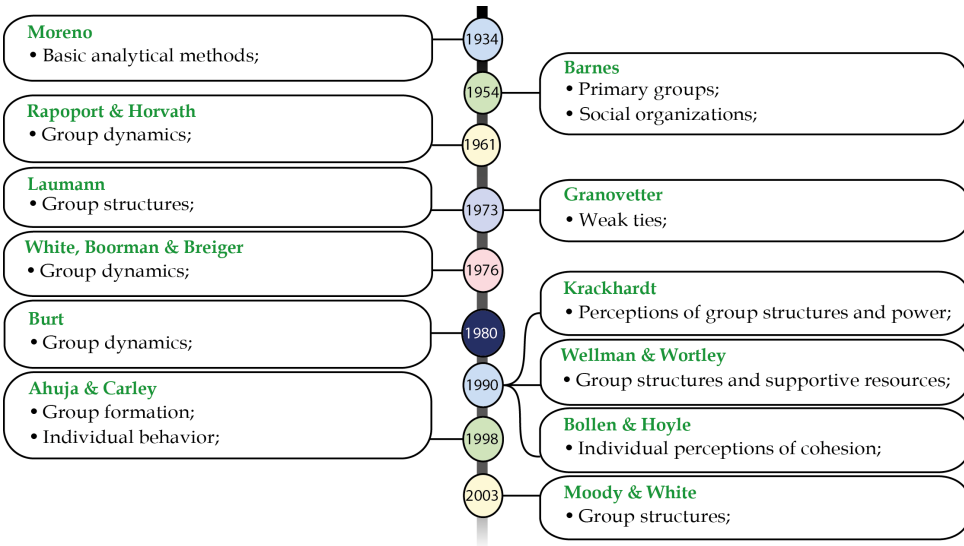 Moreno
• Basic analytical methods;
1934
Barnes
• Primary groups;
• Social organizations;
1954
Rapoport & Horvath
• Group dynamics;
1961
Laumann
• Group structures;
1973
Granovetter
• Weak ties;
White, Boorman & Breiger
• Group dynamics;
1976
Burt
• Group dynamics;
1980
Krackhardt
• Perceptions of group structures and power;
1990
Wellman & Wortley
• Group structures and supportive resources;
Bollen & Hoyle
• Individual perceptions of cohesion;
Ahuja & Carley
• Group formation;
• Individual behavior;
1998
Moody & White
• Group structures;
2003